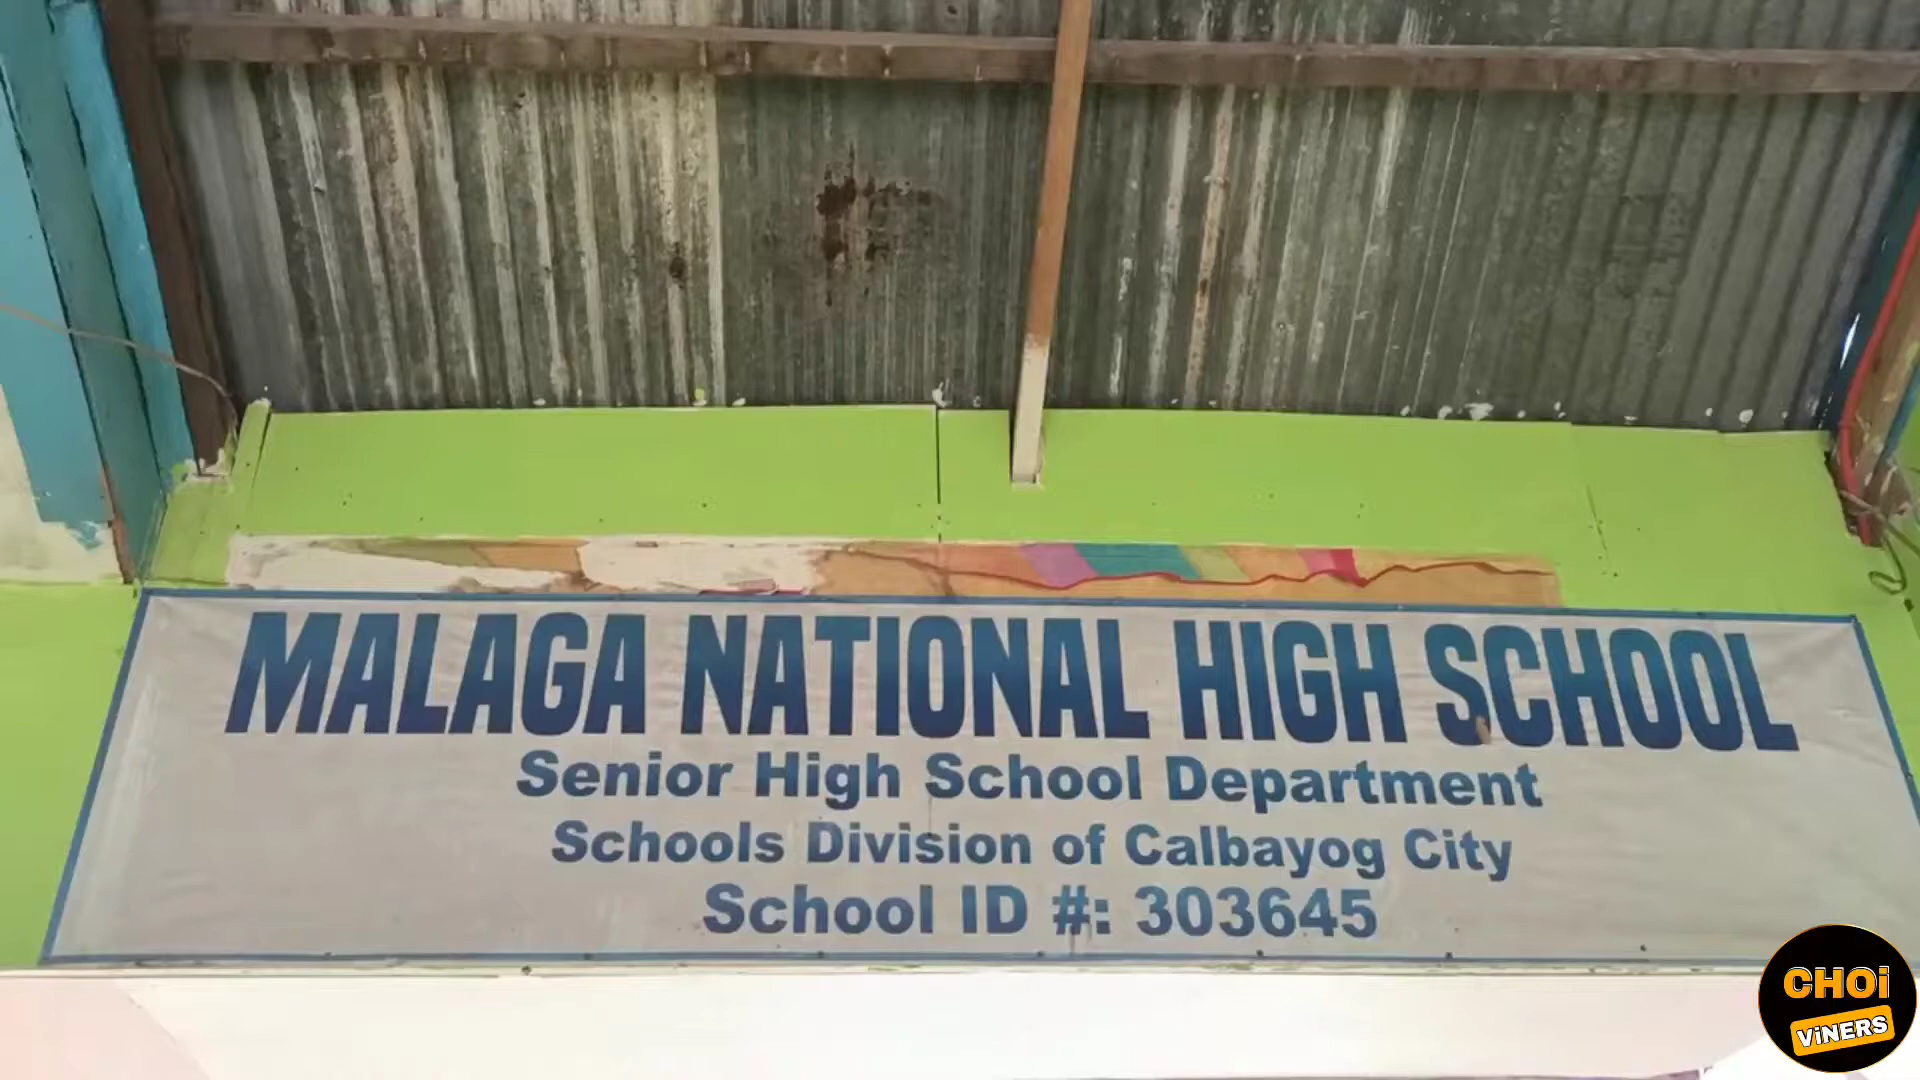 MALAGA NATIONAL HIGH SCHOOL
Senior High School Department
Schools Division of Calbayog City
School ID #: 303645
CHOi
ViNERS